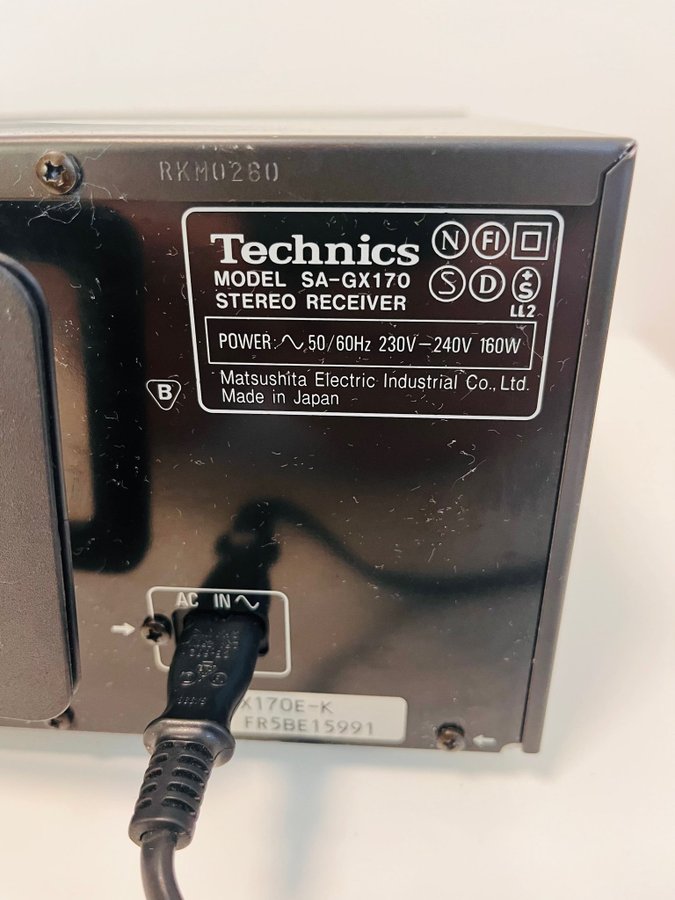 RKM0280
Technics
MODEL SA-GX170
STEREO RECEIVER
N FI
S D +S
LL2
POWER: ∿ 50/60Hz 230V－240V 160W
Matsushita Electric Industrial Co., Ltd.
Made in Japan
B
AC IN ∿
X170E-K
FR5BE15991